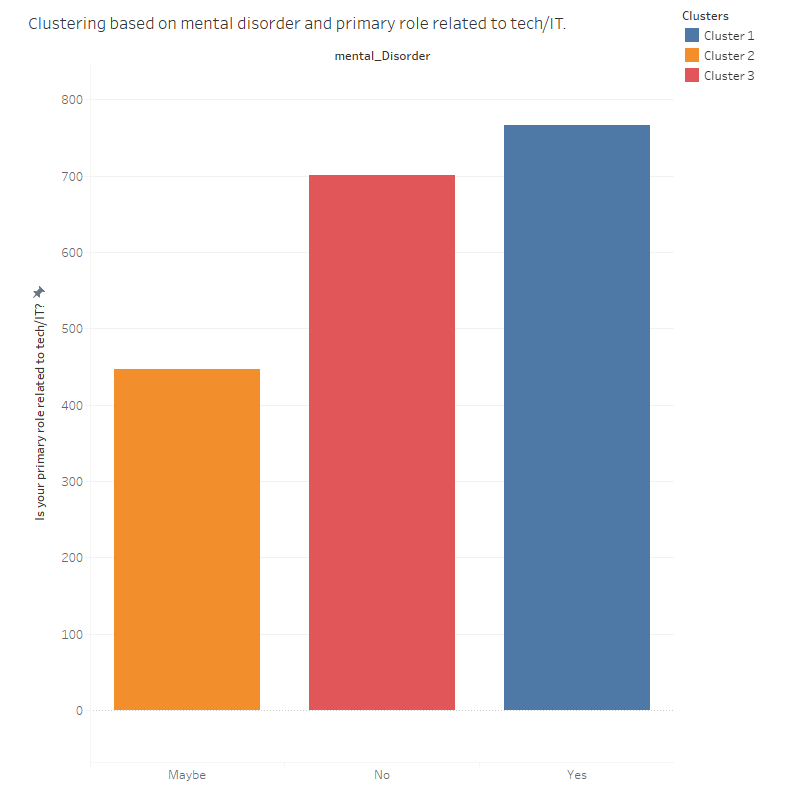 Clustering based on mental disorder and primary role related to tech/IT.
Clusters
Cluster 1
Cluster 2
Cluster 3
mental_Disorder
Is your primary role related to tech/IT?
800
700
600
500
400
300
200
100
0
Maybe
No
Yes